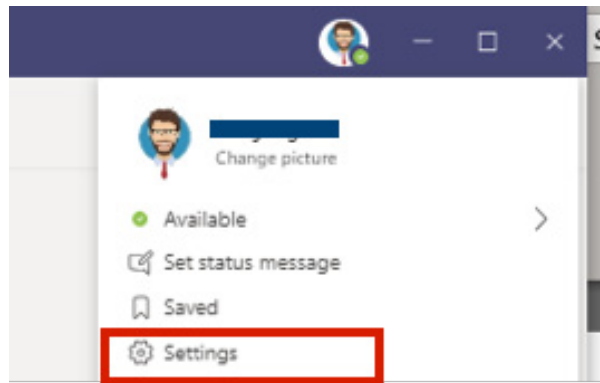 Change picture
Available
Set status message
Saved
Settings